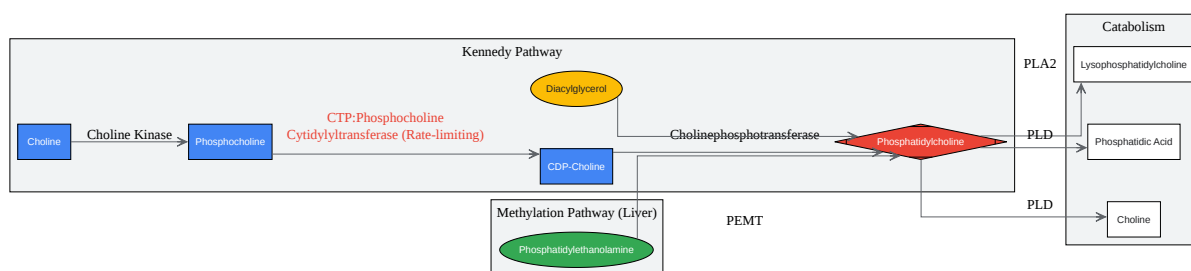 Catabolism
Kennedy Pathway
PLA2
Lysophosphatidylcholine
Diacylglycerol
CTP:Phosphocholine
Cytidylyltransferase (Rate-limiting)
Choline
Choline Kinase
Phosphocholine
Cholinephosphotransferase
Phosphatidylcholine
PLD
Phosphatidic Acid
CDP-Choline
PLD
Choline
Methylation Pathway (Liver)
PEMT
Phosphatidylethanolamine